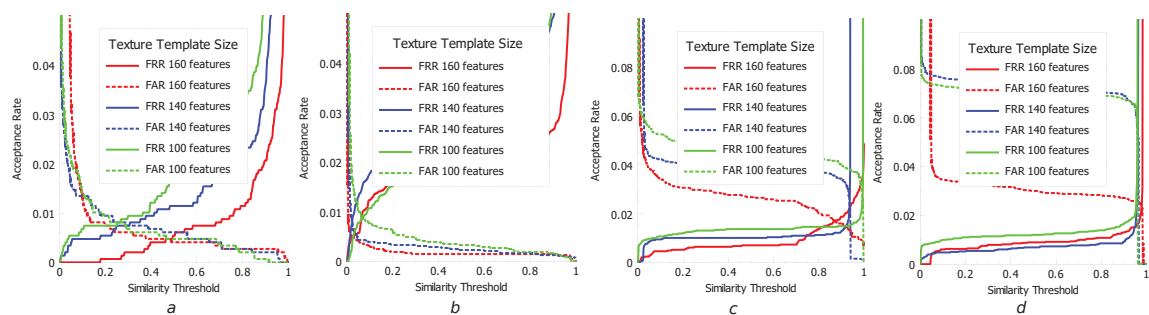 Texture Template Size
FRR 160 features
FAR 160 features
FRR 140 features
FAR 140 features
FRR 100 features
FAR 100 features
Acceptance Rate
0.04
0.03
0.02
0.01
0
0 0.2 0.4 0.6 0.8 1
Similarity Threshold
a
Texture Template Size
FRR 160 features
FAR 160 features
FRR 140 features
FAR 140 features
FRR 100 features
FAR 100 features
Acceptance Rate
0.04
0.03
0.02
0.01
0
0.2 0.4 0.6 0.8 1
Similarity Threshold
b
Texture Template Size
FRR 160 features
FAR 160 features
FRR 140 features
FAR 140 features
FRR 100 features
FAR 100 features
Acceptance Rate
0.08
0.06
0.04
0.02
0
0 0.2 0.4 0.6 0.8 1
Similarity Threshold
c
Texture Template Size
FRR 160 features
FAR 160 features
FRR 140 features
FAR 140 features
FRR 100 features
FAR 100 features
Acceptance Rate
0.08
0.06
0.04
0.02
0
0 0.2 0.4 0.6 0.8 1
Similarity Threshold
d